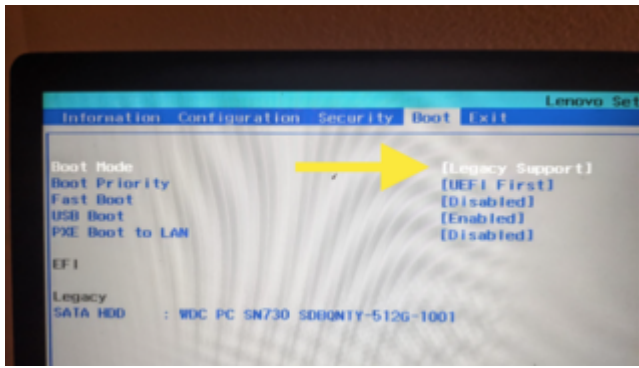 Lenovo Set
Information Configuration Security Boot Exit
Boot Mode [Legacy Support]
Boot Priority [UEFI First]
Fast Boot [Disabled]
USB Boot [Enabled]
PXE Boot to LAN [Disabled]
EFI
Legacy
SATA HDD : WDC PC SN730 SDBQNTY-512G-1001